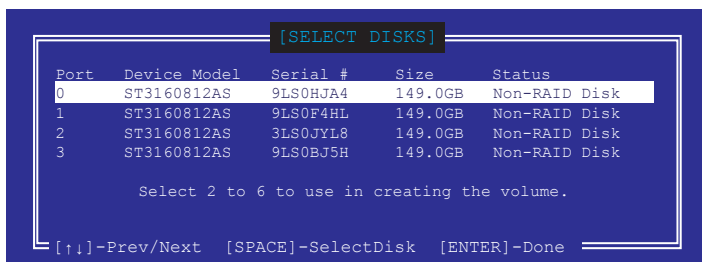 [SELECT DISKS]
Port Device Model Serial # Size Status
0 ST3160812AS 9LS0HJA4 149.0GB Non-RAID Disk
1 ST3160812AS 9LS0F4HL 149.0GB Non-RAID Disk
2 ST3160812AS 3LS0JYL8 149.0GB Non-RAID Disk
3 ST3160812AS 9LS0BJ5H 149.0GB Non-RAID Disk
Select 2 to 6 to use in creating the volume.
[↑↓]-Prev/Next [SPACE]-SelectDisk [ENTER]-Done